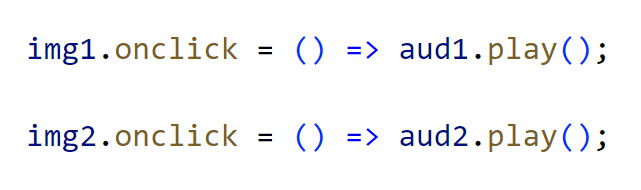 img1.onclick = () => aud1.play();
img2.onclick = () => aud2.play();